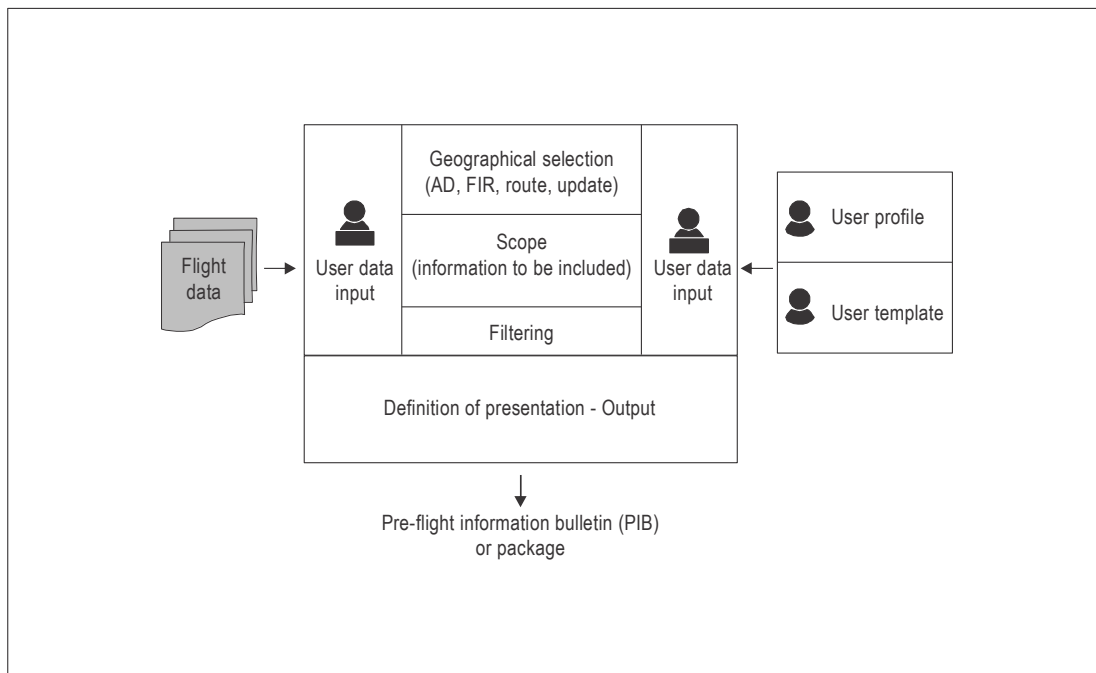 Geographical selection
(AD, FIR, route, update)
Flight
data
User data
input
Scope
(information to be included)
User data
input
User profile
User template
Filtering
Definition of presentation - Output
Pre-flight information bulletin (PIB)
or package